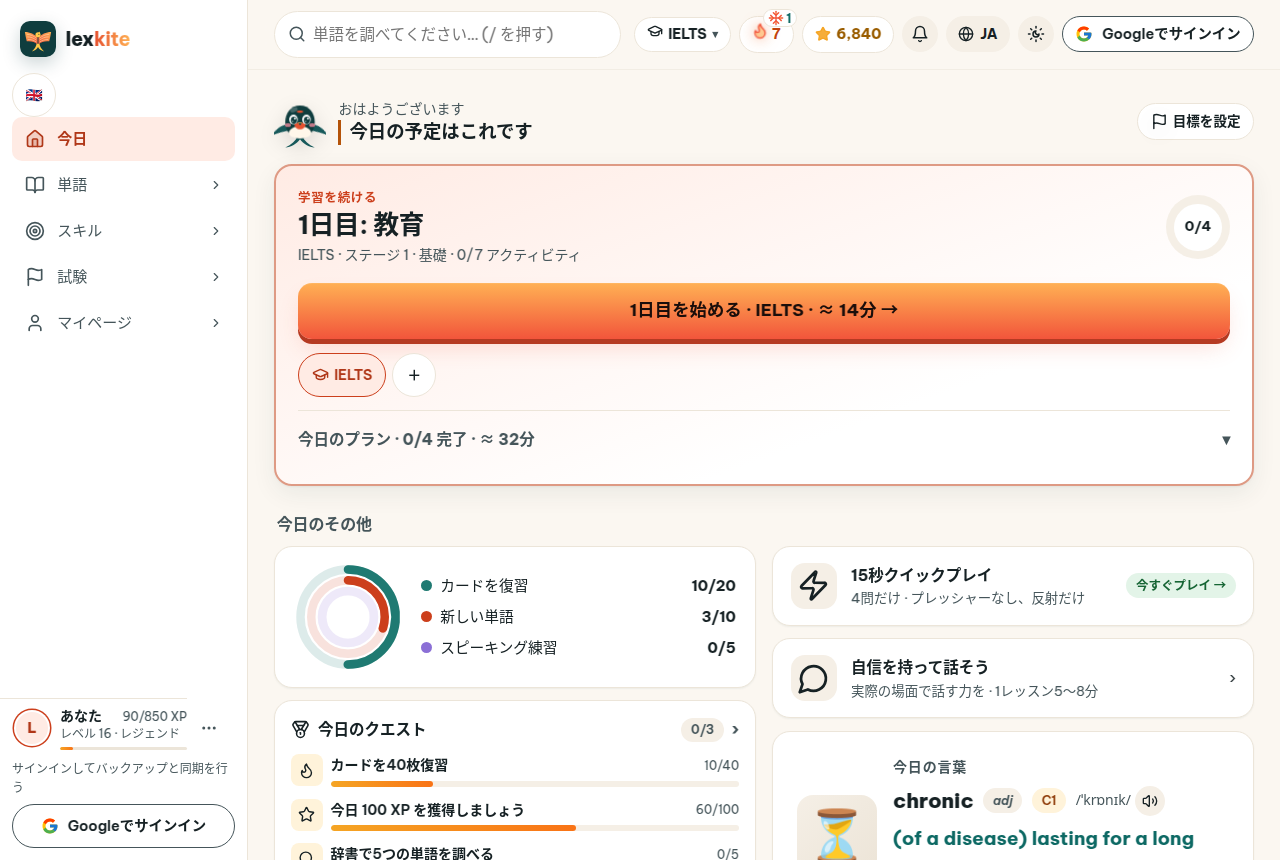 lexkite
今日
単語
スキル
試験
マイページ
L
あなた 90/850 XP
レベル 16 · レジェンド
サインインしてバックアップと同期を行う
Googleでサインイン
単語を調べてください... (/ を押す)
IELTS ▾
7
1
6,840
JA
Googleでサインイン
おはようございます
今日の予定はこれです
目標を設定
学習を続ける
1日目: 教育
IELTS · ステージ 1 · 基礎 · 0/7 アクティビティ
0/4
1日目を始める · IELTS · ≈ 14分 →
IELTS
+
今日のプラン · 0/4 完了 · ≈ 32分 ▼
今日のその他
カードを復習 10/20
新しい単語 3/10
スピーキング練習 0/5
今日のクエスト 0/3 ›
カードを40枚復習 10/40
今日 100 XP を獲得しましょう 60/100
辞書で5つの単語を調べる 0/5
15秒クイックプレイ
4問だけ · プレッシャーなし、反射だけ
今すぐプレイ →
自信を持って話そう
実際の場面で話す力を · 1レッスン5〜8分
›
今日の言葉
chronic adj C1 /ˈkrɒnɪk/
(of a disease) lasting for a long